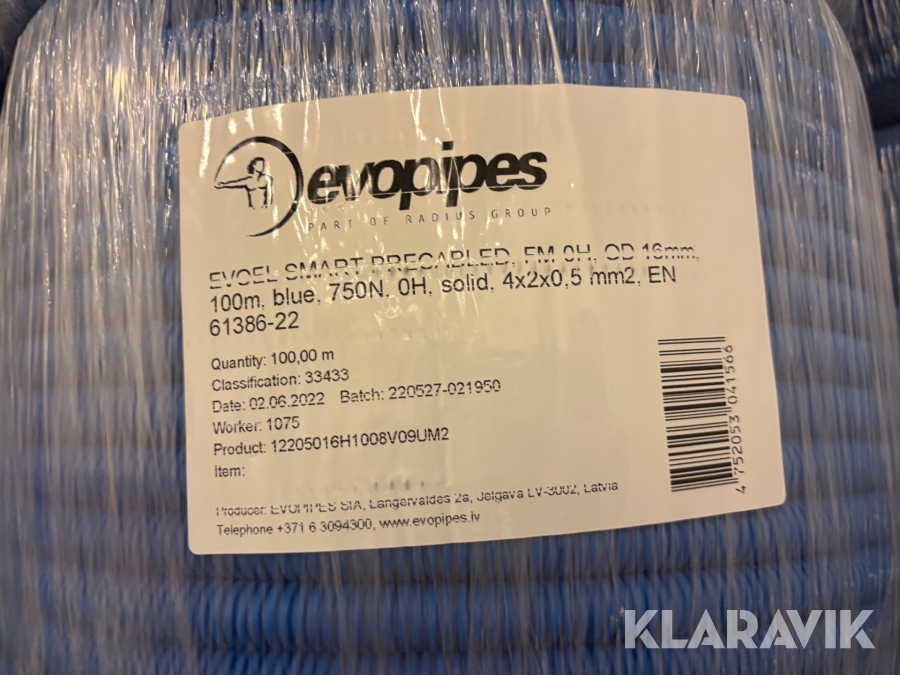 evopipes
PART OF RADIUS GROUP
EVOEL SMART PRECABLED, FM 0H, OD 16mm,
100m, blue, 750N, 0H, solid, 4x2x0,5 mm2, EN
61386-22
Quantity: 100,00 m
Classification: 33433
Date: 02.06.2022 Batch: 220527-021950
Worker: 1075
Product: 12205016H1008V09UM2
Item:
Producer: EVOPIPES SIA, Langervaldes 2a, Jelgava LV-3002, Latvia
Telephone +371 6 3094300, www.evopipes.lv
4 752053 041566
KLARAVIK